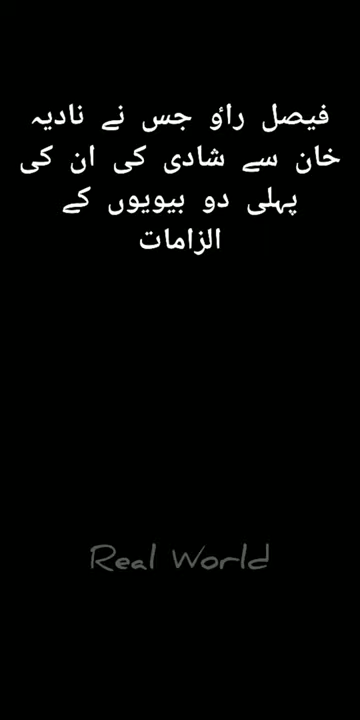 فیصل راؤ جس نے نادیہ
خان سے شادی کی ان کی
پہلی دو بیویوں کے
الزامات
Real World